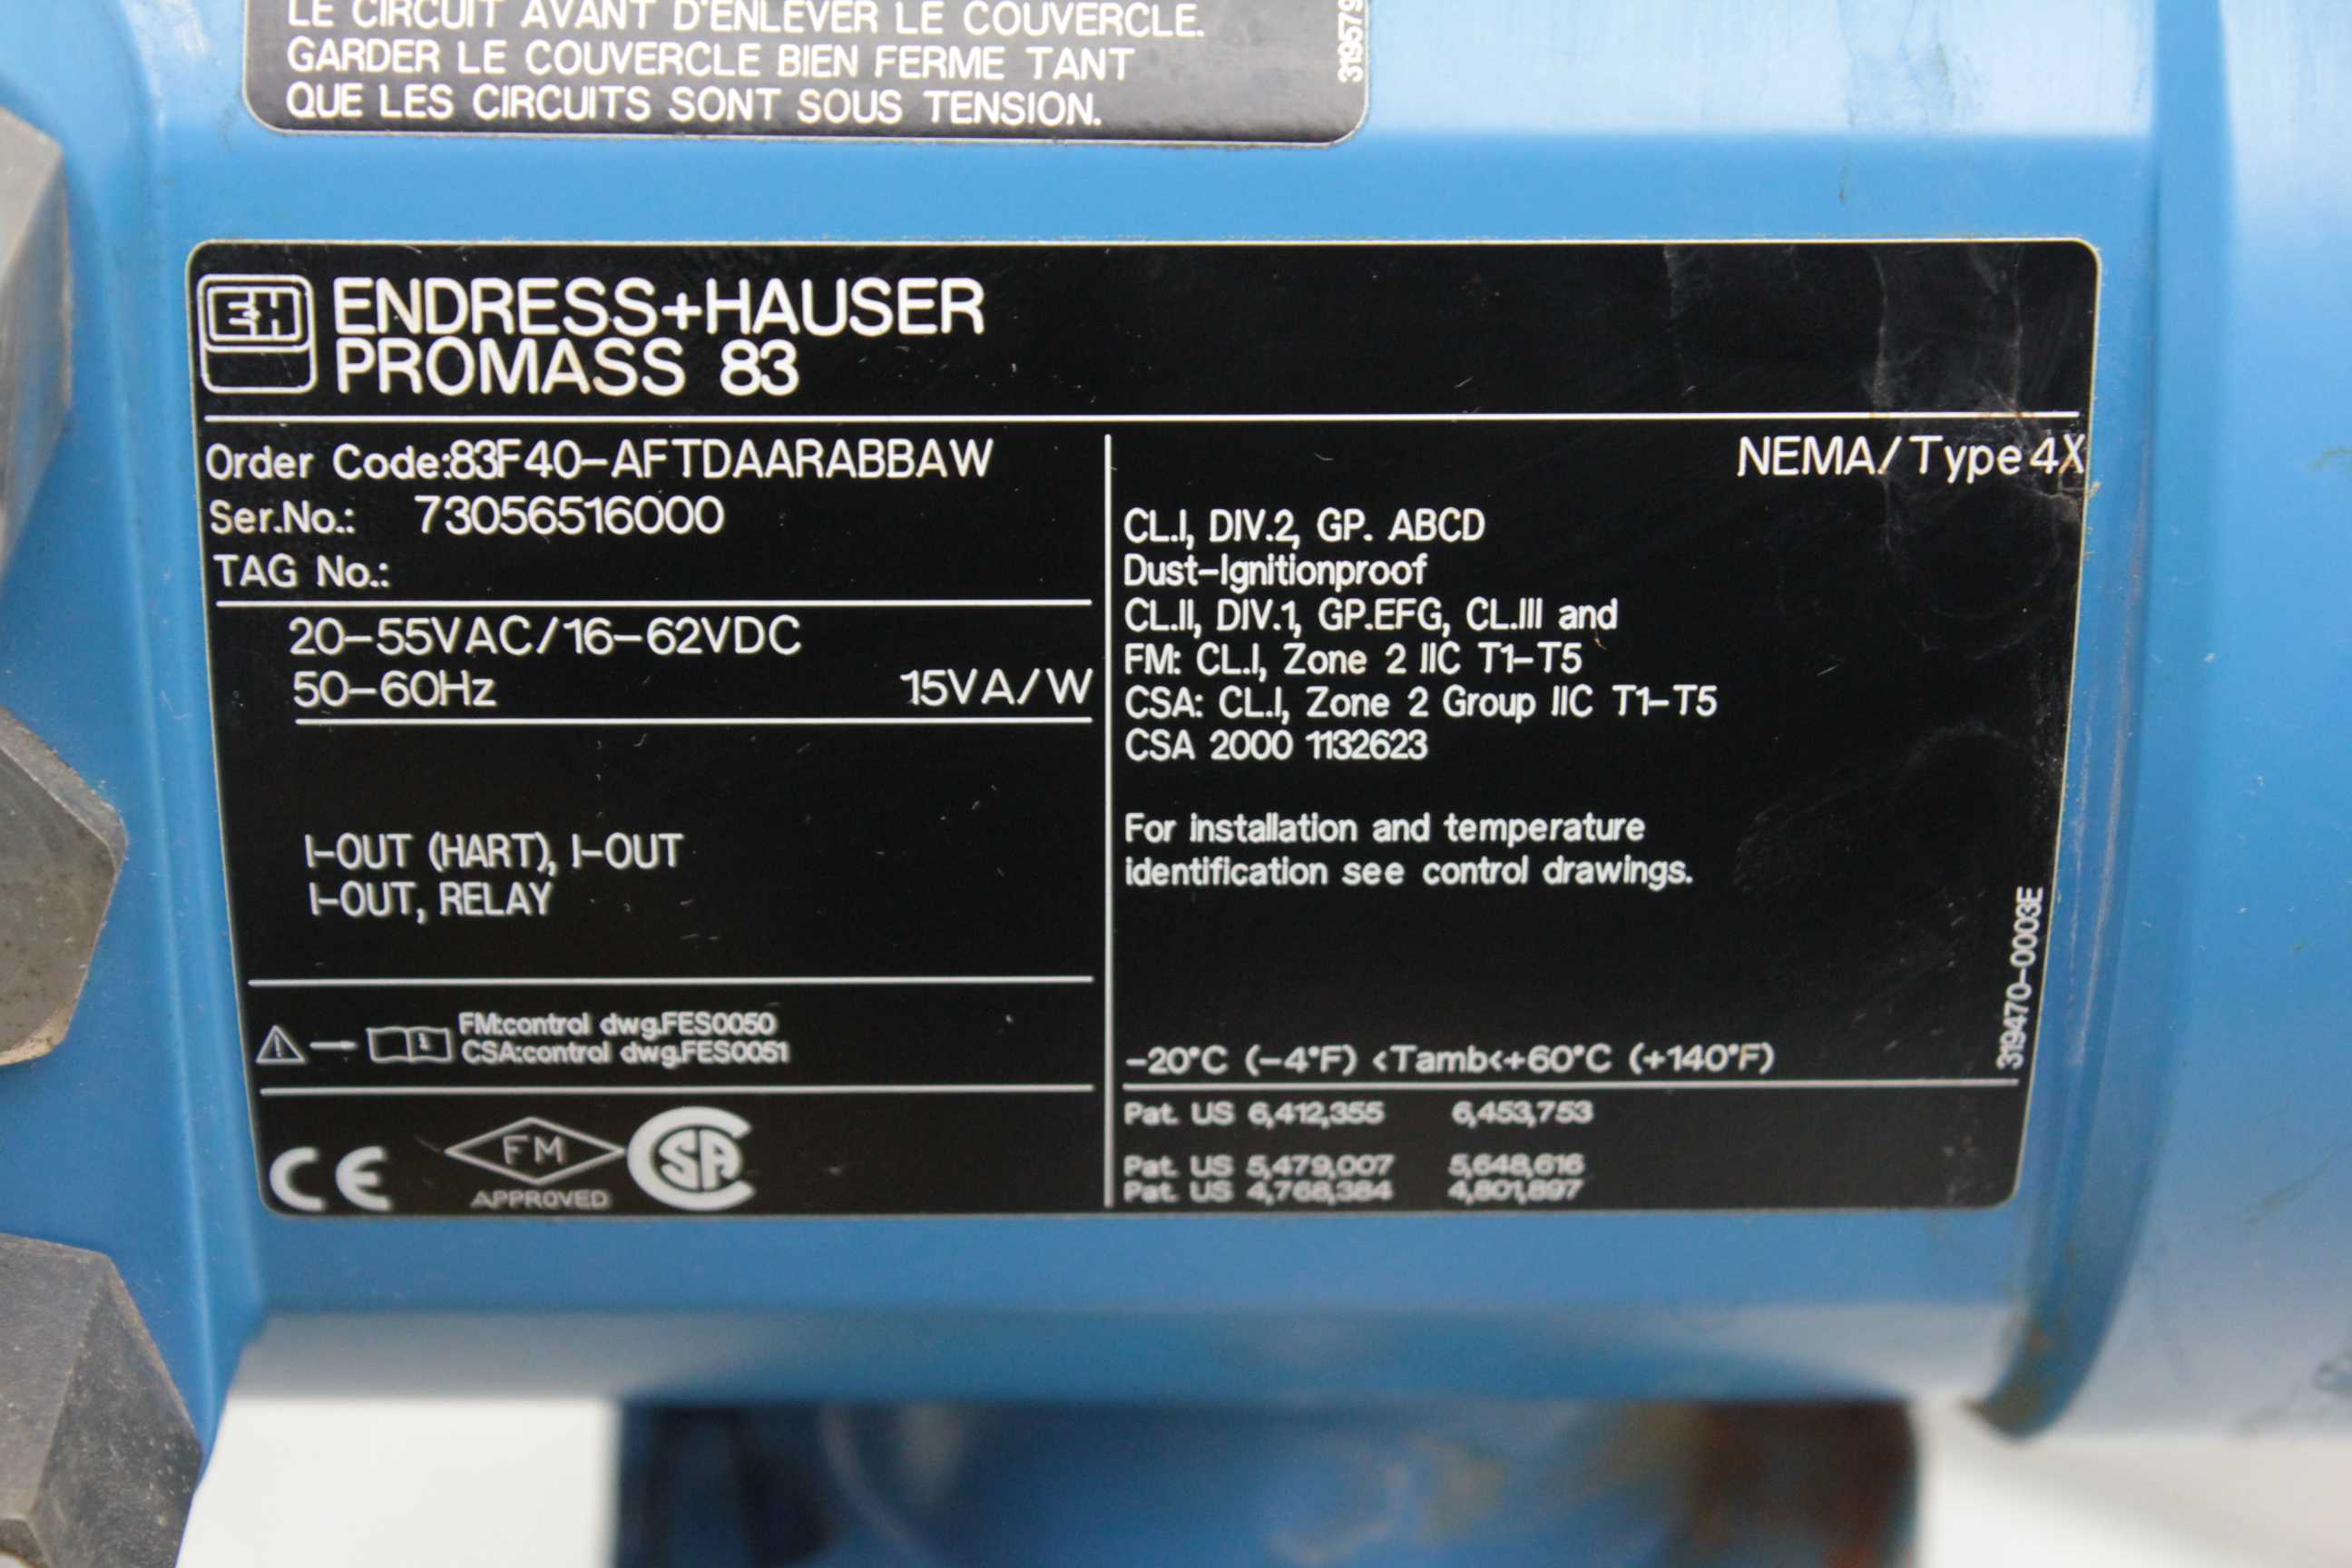 LE CIRCUIT AVANT D'ENLEVER LE COUVERCLE.
GARDER LE COUVERCLE BIEN FERME TANT
QUE LES CIRCUITS SONT SOUS TENSION.
319579
E+H
ENDRESS+HAUSER
PROMASS 83
Order Code:83F40-AFTDAARABBAW
Ser.No.: 73056516000
TAG No.:
20-55VAC/16-62VDC
50-60Hz 15VA/W
I-OUT (HART), I-OUT
I-OUT, RELAY
FM:control dwg.FES0050
CSA:control dwg.FES0051
CE
FM
APPROVED
CSA
NEMA/Type 4X
CL.I, DIV.2, GP. ABCD
Dust-Ignitionproof
CL.II, DIV.1, GP.EFG, CL.III and
FM: CL.I, Zone 2 IIC T1-T5
CSA: CL.I, Zone 2 Group IIC T1-T5
CSA 2000 1132623
For installation and temperature
identification see control drawings.
-20°C (-4°F) <Tamb<+60°C (+140°F)
319470-0003E
Pat. US 6,412,355 6,453,753
Pat. US 5,479,007 5,648,616
Pat. US 4,768,384 4,801,897